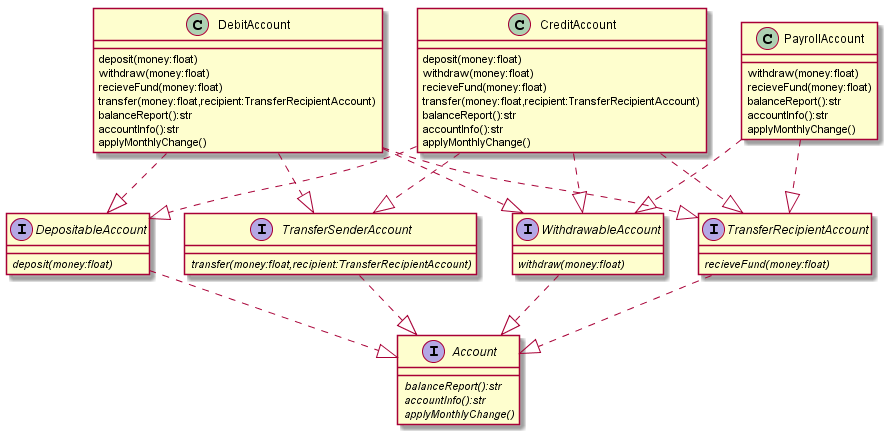 C DebitAccount
deposit(money:float)
withdraw(money:float)
recieveFund(money:float)
transfer(money:float,recipient:TransferRecipientAccount)
balanceReport():str
accountInfo():str
applyMonthlyChange()
C CreditAccount
deposit(money:float)
withdraw(money:float)
recieveFund(money:float)
transfer(money:float,recipient:TransferRecipientAccount)
balanceReport():str
accountInfo():str
applyMonthlyChange()
C PayrollAccount
withdraw(money:float)
recieveFund(money:float)
balanceReport():str
accountInfo():str
applyMonthlyChange()
I DepositableAccount
deposit(money:float)
I TransferSenderAccount
transfer(money:float,recipient:TransferRecipientAccount)
I WithdrawableAccount
withdraw(money:float)
I TransferRecipientAccount
recieveFund(money:float)
I Account
balanceReport():str
accountInfo():str
applyMonthlyChange()